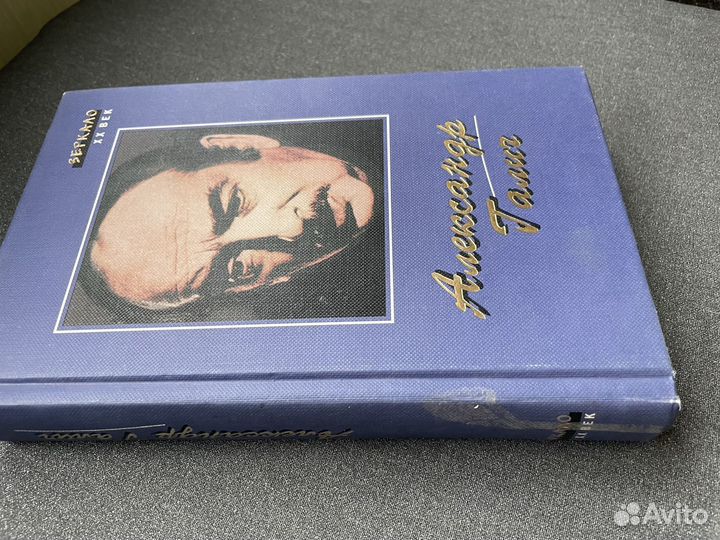 ЗЕРКАЛО
XX ВЕК
Александр
Галич
Александр Галич
ЗЕРКАЛО
XX ВЕК
Avito